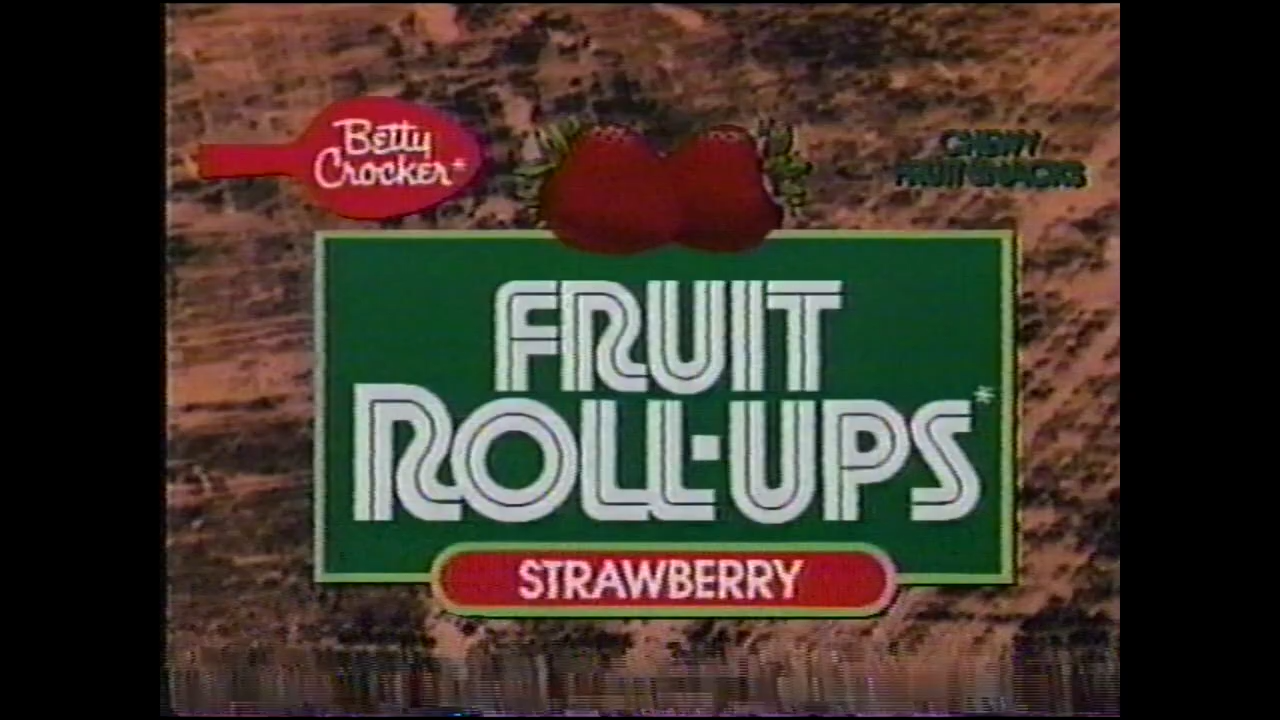 Betty
Crocker*
CHEWY
FRUIT SNACKS
FRUIT
ROLL-UPS*
STRAWBERRY